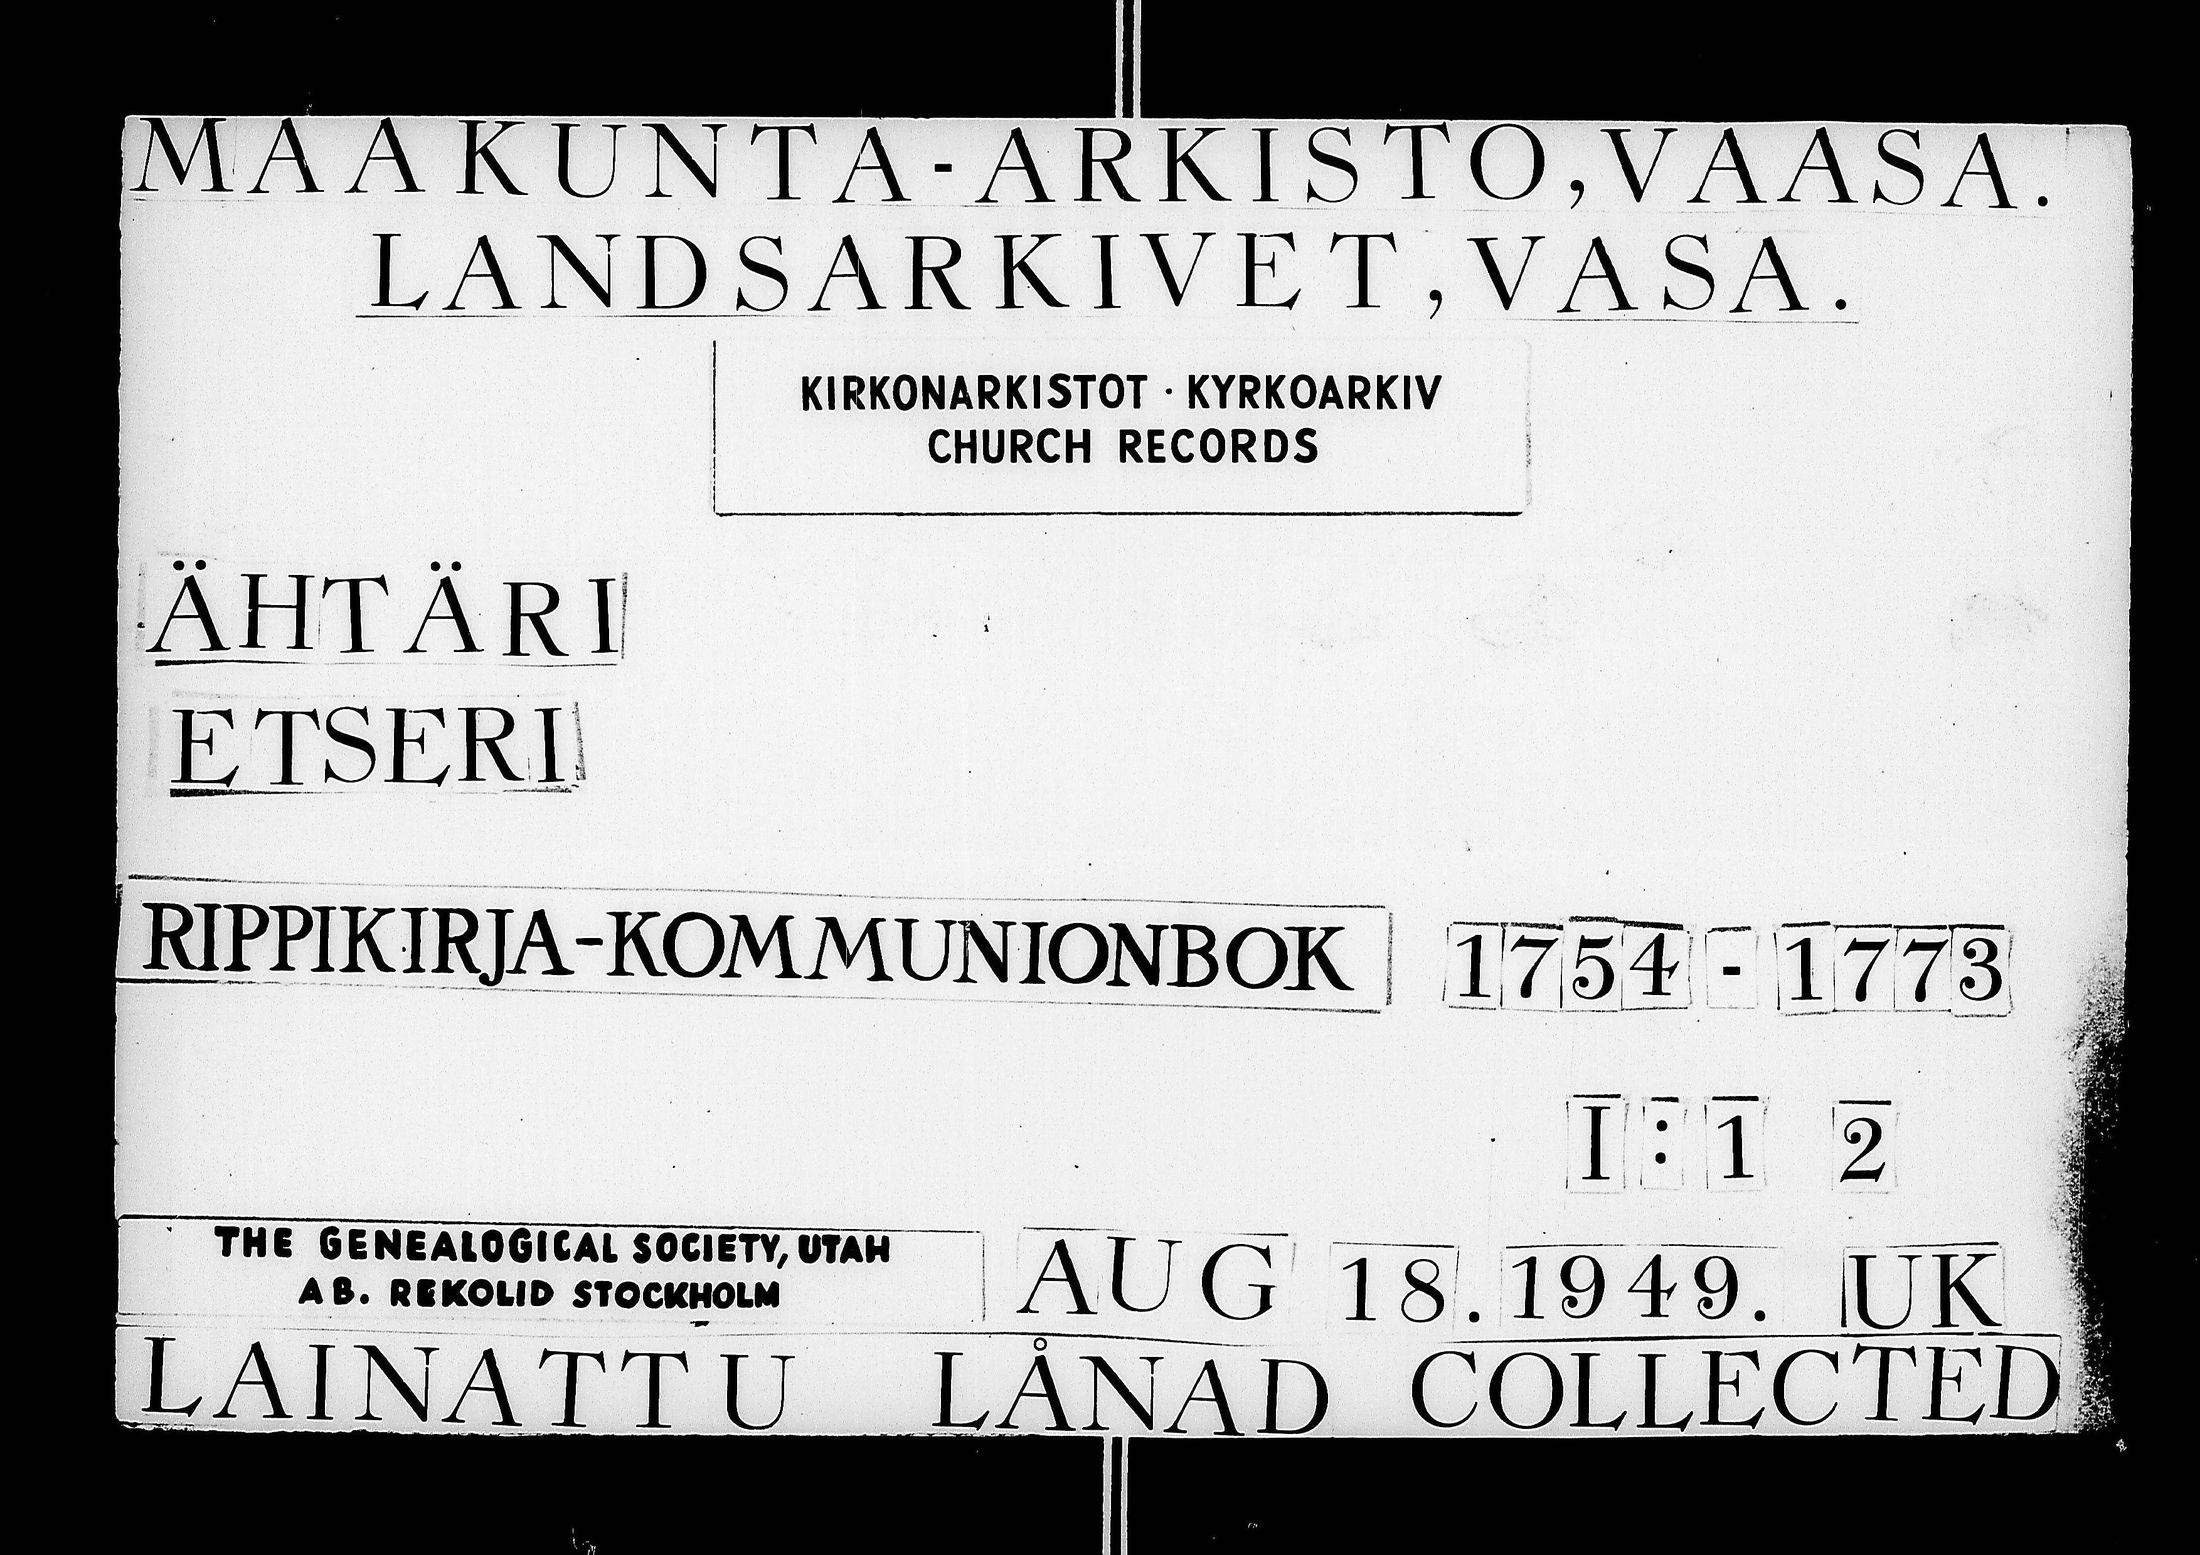 MAAKUNTA-ARKISTO, VAASA.
LANDSARKIVET, VASA.
KIRKONARKISTOT · KYRKOARKIV
CHURCH RECORDS
ÄHTÄRI
ETSERI
RIPPIKIRJA-KOMMUNIONBOK 1754-1773
I:1 2
THE GENEALOGICAL SOCIETY, UTAH
AB. REKOLID STOCKHOLM
AUG 18. 1949. UK
LAINATTU LÅNAD COLLECTED